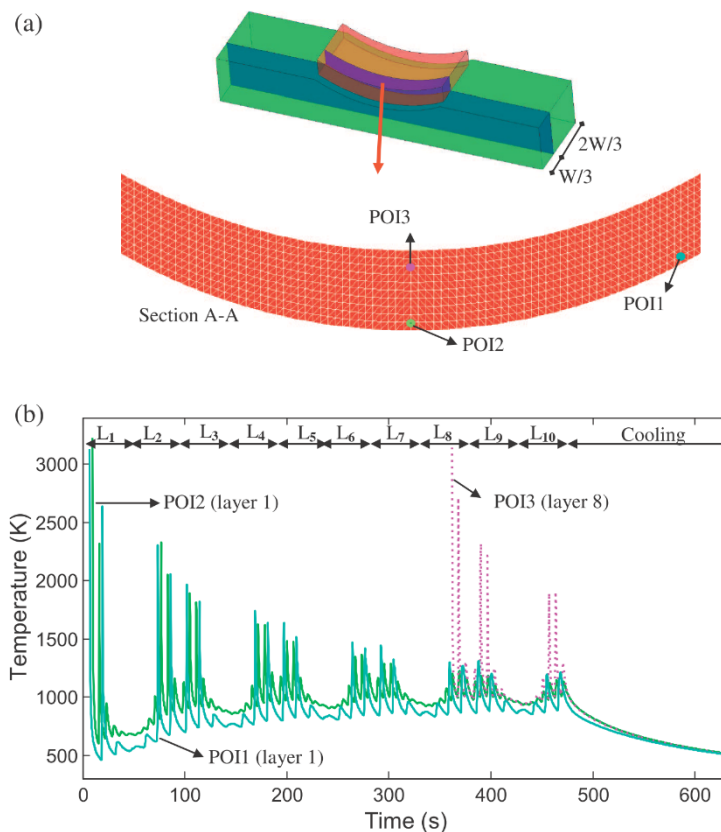 (a)
2W/3
W/3
POI3
POI1
Section A-A
POI2
(b)
L1 L2 L3 L4 L5 L6 L7 L8 L9 L10 Cooling
3000
POI2 (layer 1)
POI3 (layer 8)
2500
2000
1500
1000
500
POI1 (layer 1)
Temperature (K)
0 100 200 300 400 500 600
Time (s)